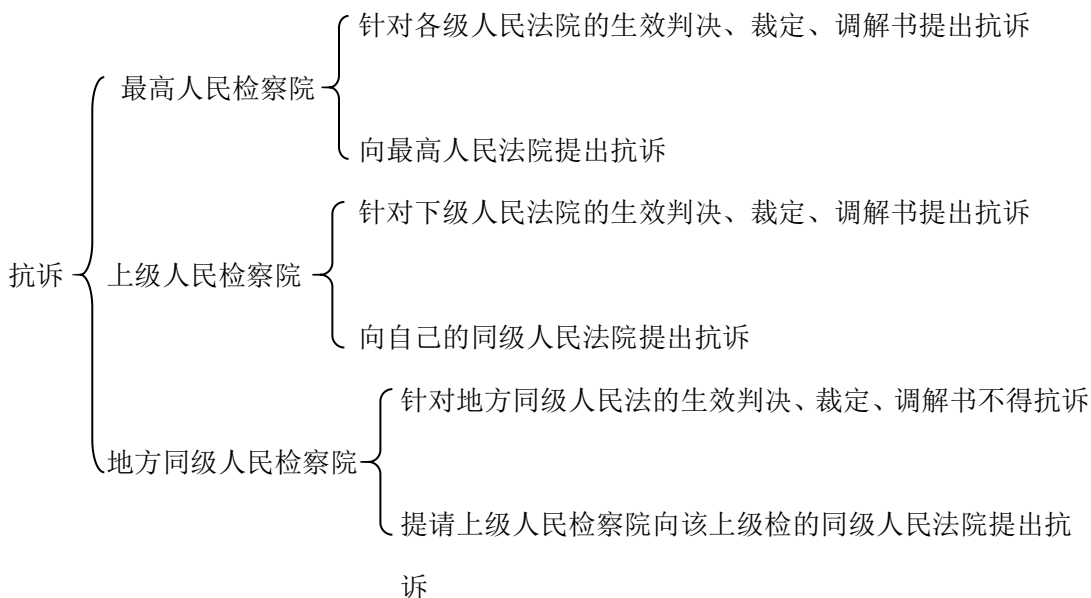 针对各级人民法院的生效判决、裁定、调解书提出抗诉
最高人民检察院
向最高人民法院提出抗诉
针对下级人民法院的生效判决、裁定、调解书提出抗诉
抗诉
上级人民检察院
向自己的同级人民法院提出抗诉
针对地方同级人民法的生效判决、裁定、调解书不得抗诉
地方同级人民检察院
提请上级人民检察院向该上级检的同级人民法院提出抗
诉